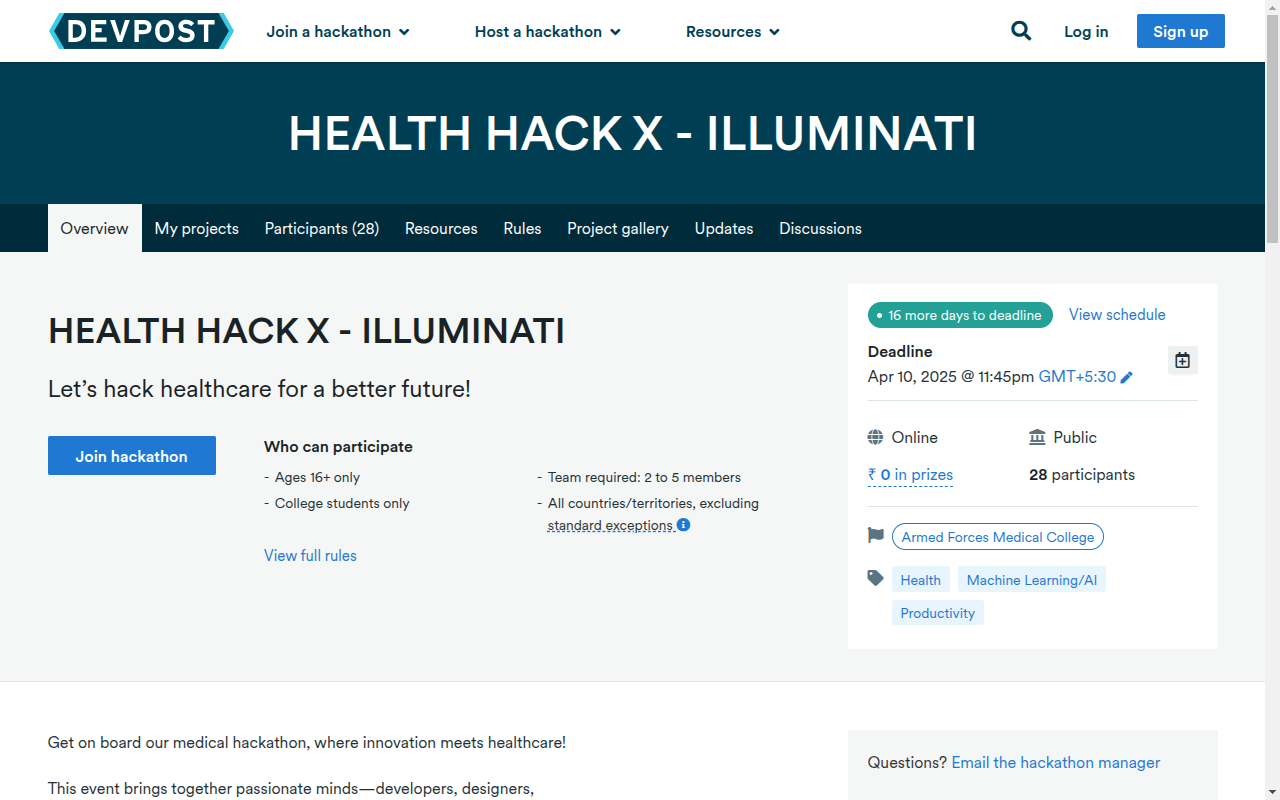 DEVPOST
Join a hackathon
Host a hackathon
Resources
Log in
Sign up
HEALTH HACK X - ILLUMINATI
Overview
My projects
Participants (28)
Resources
Rules
Project gallery
Updates
Discussions
HEALTH HACK X - ILLUMINATI
Let's hack healthcare for a better future!
Join hackathon
Who can participate
- Ages 16+ only
- College students only
- Team required: 2 to 5 members
- All countries/territories, excluding
standard exceptions
View full rules
16 more days to deadline
View schedule
Deadline
Apr 10, 2025 @ 11:45pm GMT+5:30
Online
Public
₹ 0 in prizes
28 participants
Armed Forces Medical College
Health
Machine Learning/AI
Productivity
Get on board our medical hackathon, where innovation meets healthcare!
This event brings together passionate minds—developers, designers,
Questions? Email the hackathon manager